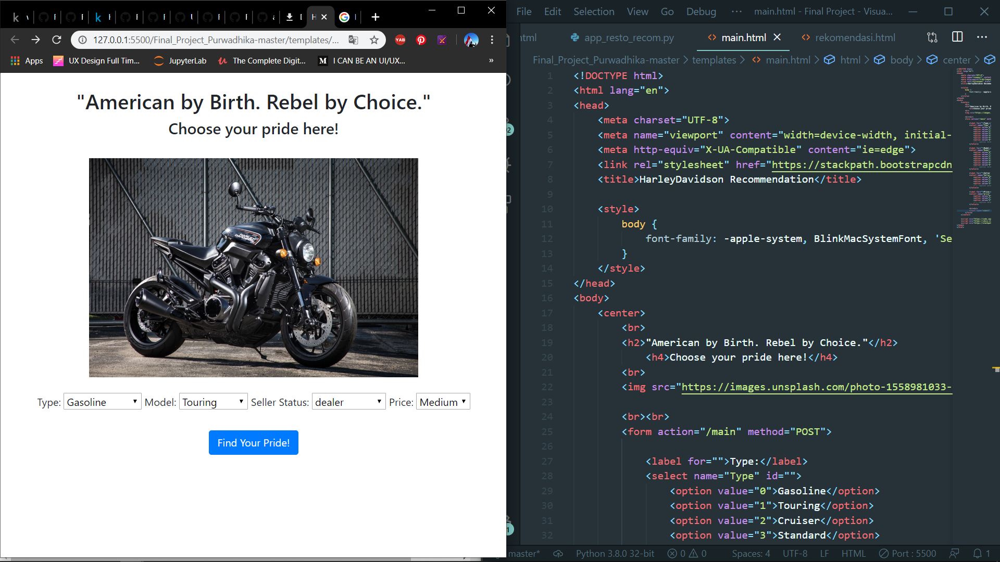 127.0.0.1:5500/Final_Project_Purwadhika-master/templates/...
YAB
Apps
UX Design Full Tim...
JupyterLab
The Complete Digit...
M I CAN BE AN UI/UX...
»
"American by Birth. Rebel by Choice."
Choose your pride here!
HARLEY-DAVIDSON
Type: Gasoline Model: Touring Seller Status: dealer Price: Medium
Find Your Pride!
File Edit Selection View Go Debug ··· main.html - Final Project - Visua...
html app_resto_recom.py main.html rekomendasi.html
Final_Project_Purwadhika-master > templates > main.html > html > body > center >
1 <!DOCTYPE html>
2 <html lang="en">
3 <head>
4 <meta charset="UTF-8">
5 <meta name="viewport" content="width=device-width, initial-
6 <meta http-equiv="X-UA-Compatible" content="ie=edge">
7 <link rel="stylesheet" href="https://stackpath.bootstrapcdn
8 <title>HarleyDavidson Recommendation</title>
9
10 <style>
11 body {
12 font-family: -apple-system, BlinkMacSystemFont, 'Se
13 }
14 </style>
15 </head>
16 <body>
17 <center>
18 <br>
19 <h2>"American by Birth. Rebel by Choice."</h2>
20 <h4>Choose your pride here!</h4>
21 <br>
22 <img src="https://images.unsplash.com/photo-1558981033-
23
24 <br><br>
25 <form action="/main" method="POST">
26
27 <label for="">Type:</label>
28 <select name="Type" id="">
29 <option value="0">Gasoline</option>
30 <option value="1">Touring</option>
31 <option value="2">Cruiser</option>
32 <option value="3">Standard</option>
master* Python 3.8.0 32-bit 0 0 Spaces: 4 UTF-8 LF HTML Port : 5500 1